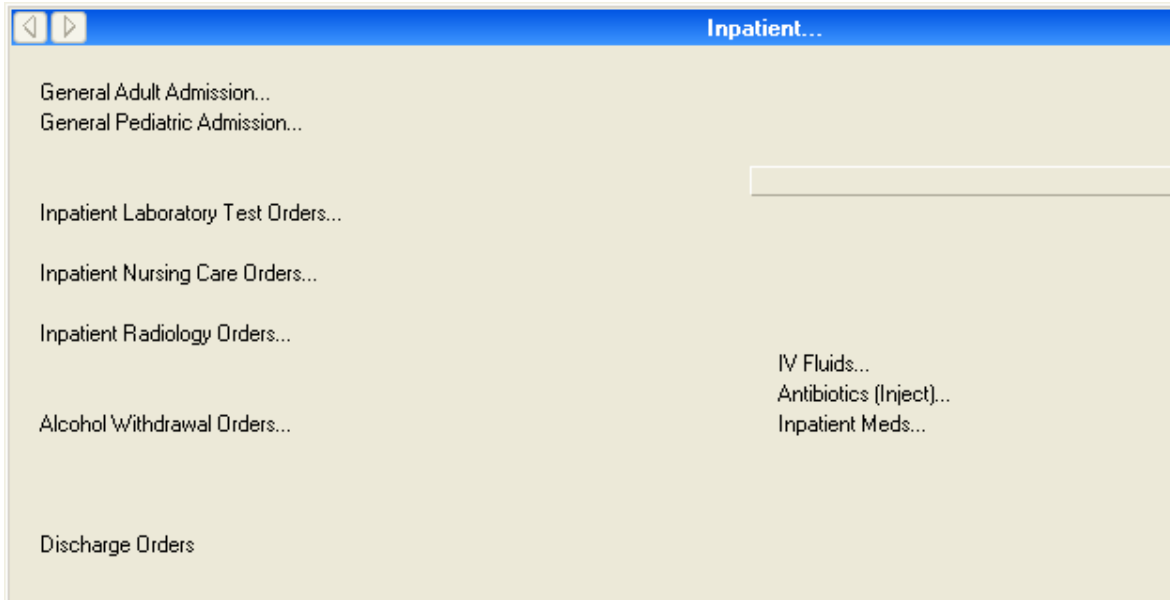 Inpatient...
General Adult Admission...
General Pediatric Admission...
Inpatient Laboratory Test Orders...
Inpatient Nursing Care Orders...
Inpatient Radiology Orders...
IV Fluids...
Antibiotics (Inject)...
Alcohol Withdrawal Orders...
Inpatient Meds...
Discharge Orders